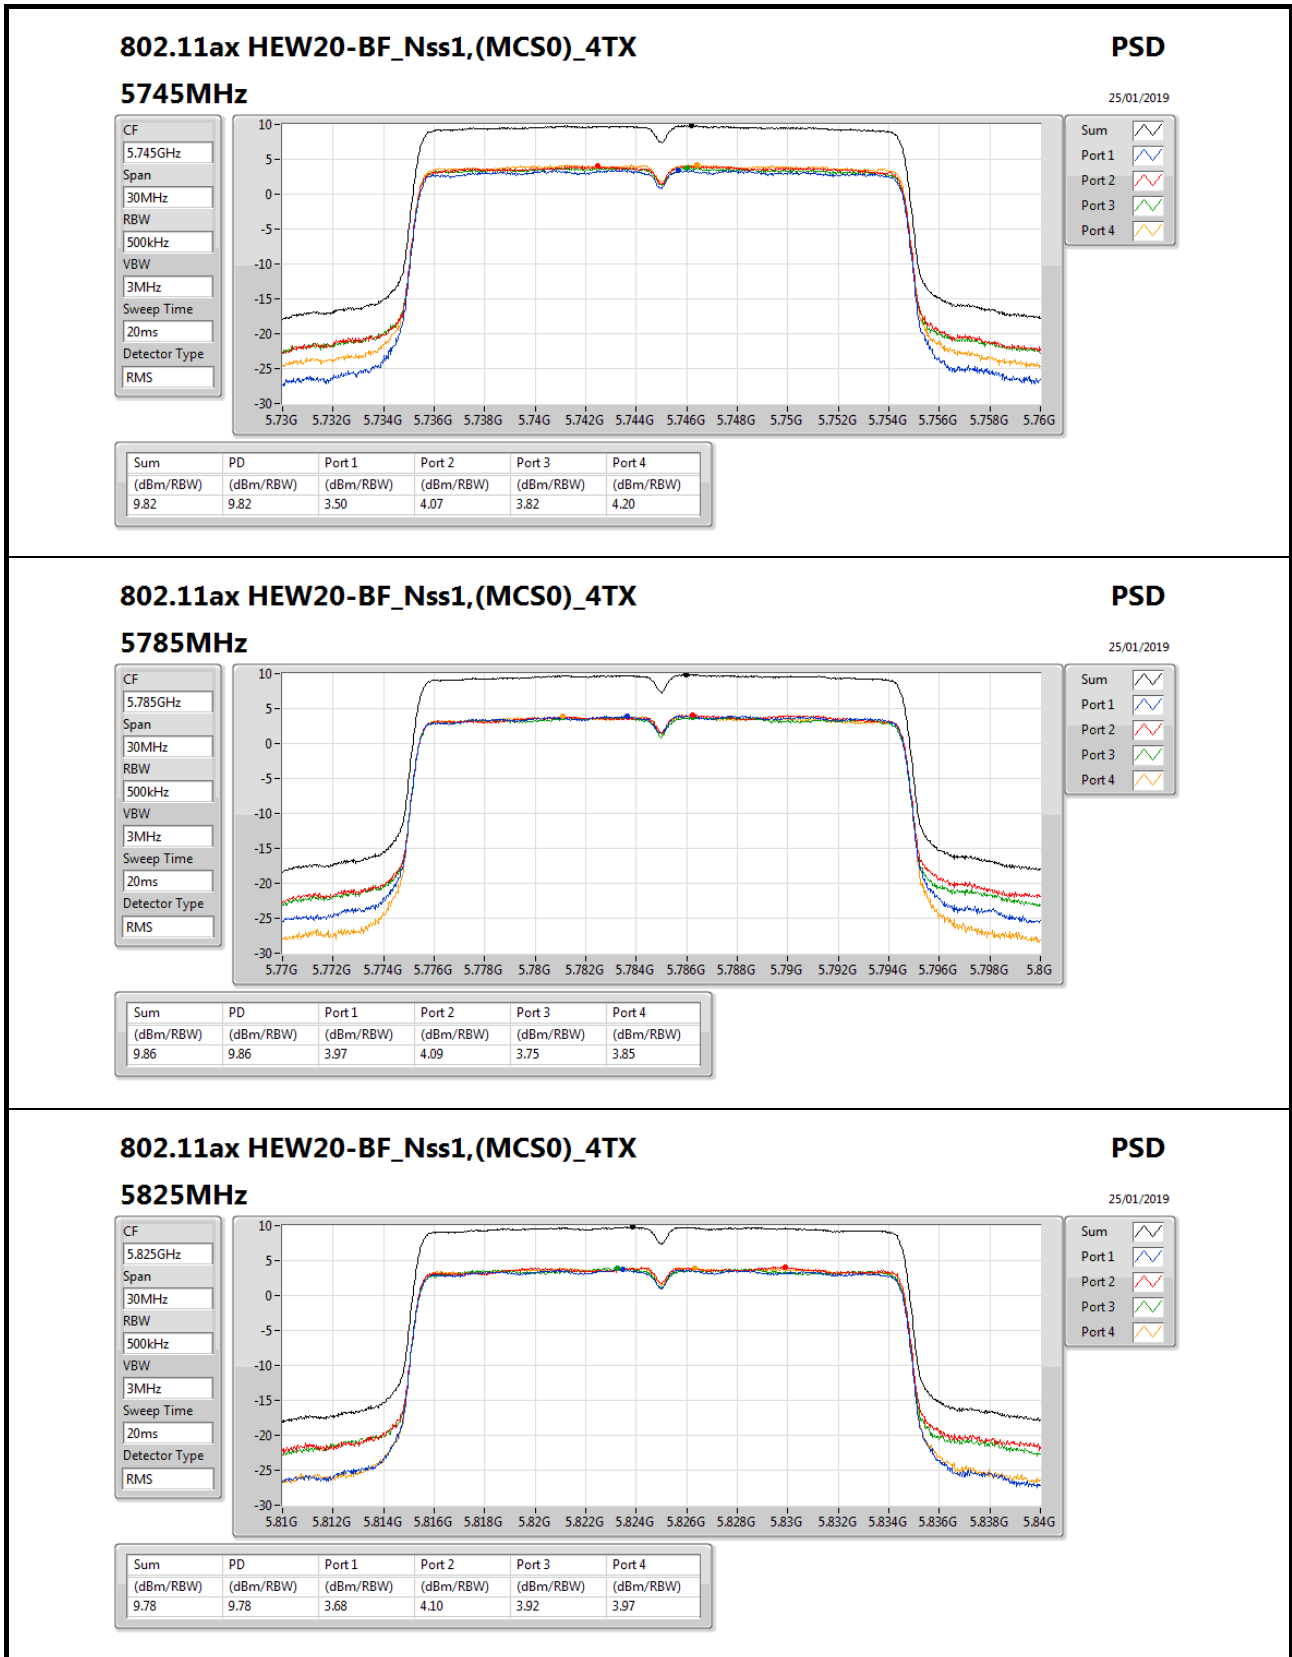 802.11ax HEW20-BF_Nss1,(MCS0)_4TX PSD
5745MHz 25/01/2019
CF
5.745GHz
Span
30MHz
RBW
500kHz
VBW
3MHz
Sweep Time
20ms
Detector Type
RMS
10
5
0
-5
-10
-15
-20
-25
-30
5.73G 5.732G 5.734G 5.736G 5.738G 5.74G 5.742G 5.744G 5.746G 5.748G 5.75G 5.752G 5.754G 5.756G 5.758G 5.76G
Sum
Port 1
Port 2
Port 3
Port 4
Sum PD Port 1 Port 2 Port 3 Port 4
(dBm/RBW) (dBm/RBW) (dBm/RBW) (dBm/RBW) (dBm/RBW) (dBm/RBW)
9.82 9.82 3.50 4.07 3.82 4.20
802.11ax HEW20-BF_Nss1,(MCS0)_4TX PSD
5785MHz 25/01/2019
CF
5.785GHz
Span
30MHz
RBW
500kHz
VBW
3MHz
Sweep Time
20ms
Detector Type
RMS
10
5
0
-5
-10
-15
-20
-25
-30
5.77G 5.772G 5.774G 5.776G 5.778G 5.78G 5.782G 5.784G 5.786G 5.788G 5.79G 5.792G 5.794G 5.796G 5.798G 5.8G
Sum
Port 1
Port 2
Port 3
Port 4
Sum PD Port 1 Port 2 Port 3 Port 4
(dBm/RBW) (dBm/RBW) (dBm/RBW) (dBm/RBW) (dBm/RBW) (dBm/RBW)
9.86 9.86 3.97 4.09 3.75 3.85
802.11ax HEW20-BF_Nss1,(MCS0)_4TX PSD
5825MHz 25/01/2019
CF
5.825GHz
Span
30MHz
RBW
500kHz
VBW
3MHz
Sweep Time
20ms
Detector Type
RMS
10
5
0
-5
-10
-15
-20
-25
-30
5.81G 5.812G 5.814G 5.816G 5.818G 5.82G 5.822G 5.824G 5.826G 5.828G 5.83G 5.832G 5.834G 5.836G 5.838G 5.84G
Sum
Port 1
Port 2
Port 3
Port 4
Sum PD Port 1 Port 2 Port 3 Port 4
(dBm/RBW) (dBm/RBW) (dBm/RBW) (dBm/RBW) (dBm/RBW) (dBm/RBW)
9.78 9.78 3.68 4.10 3.92 3.97